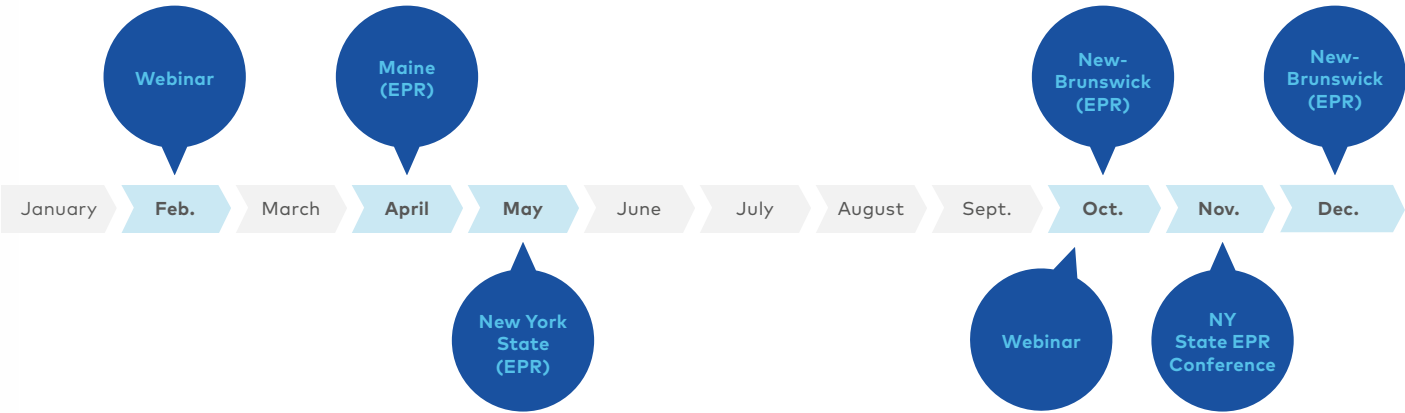 Webinar
Maine
(EPR)
New-
Brunswick
(EPR)
New-
Brunswick
(EPR)
January
Feb.
March
April
May
June
July
August
Sept.
Oct.
Nov.
Dec.
New York
State
(EPR)
Webinar
NY
State EPR
Conference